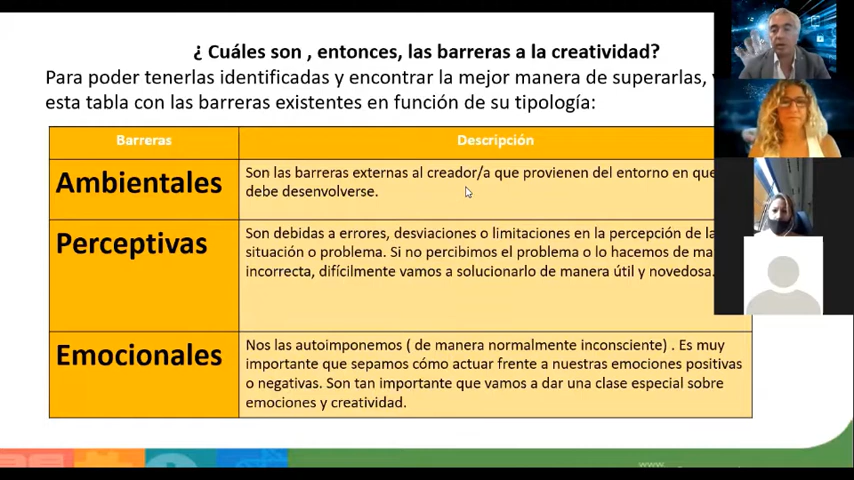 ¿ Cuáles son , entonces, las barreras a la creatividad?
Para poder tenerlas identificadas y encontrar la mejor manera de superarlas,
esta tabla con las barreras existentes en función de su tipología:
Barreras
Descripción
Ambientales
Son las barreras externas al creador/a que provienen del entorno en que
debe desenvolverse.
Perceptivas
Son debidas a errores, desviaciones o limitaciones en la percepción de la
situación o problema. Si no percibimos el problema o lo hacemos de
incorrecta, difícilmente vamos a solucionarlo de manera útil y novedosa.
Emocionales
Nos las autoimponemos ( de manera normalmente inconsciente) . Es muy
importante que sepamos cómo actuar frente a nuestras emociones positivas
o negativas. Son tan importante que vamos a dar una clase especial sobre
emociones y creatividad.
www.